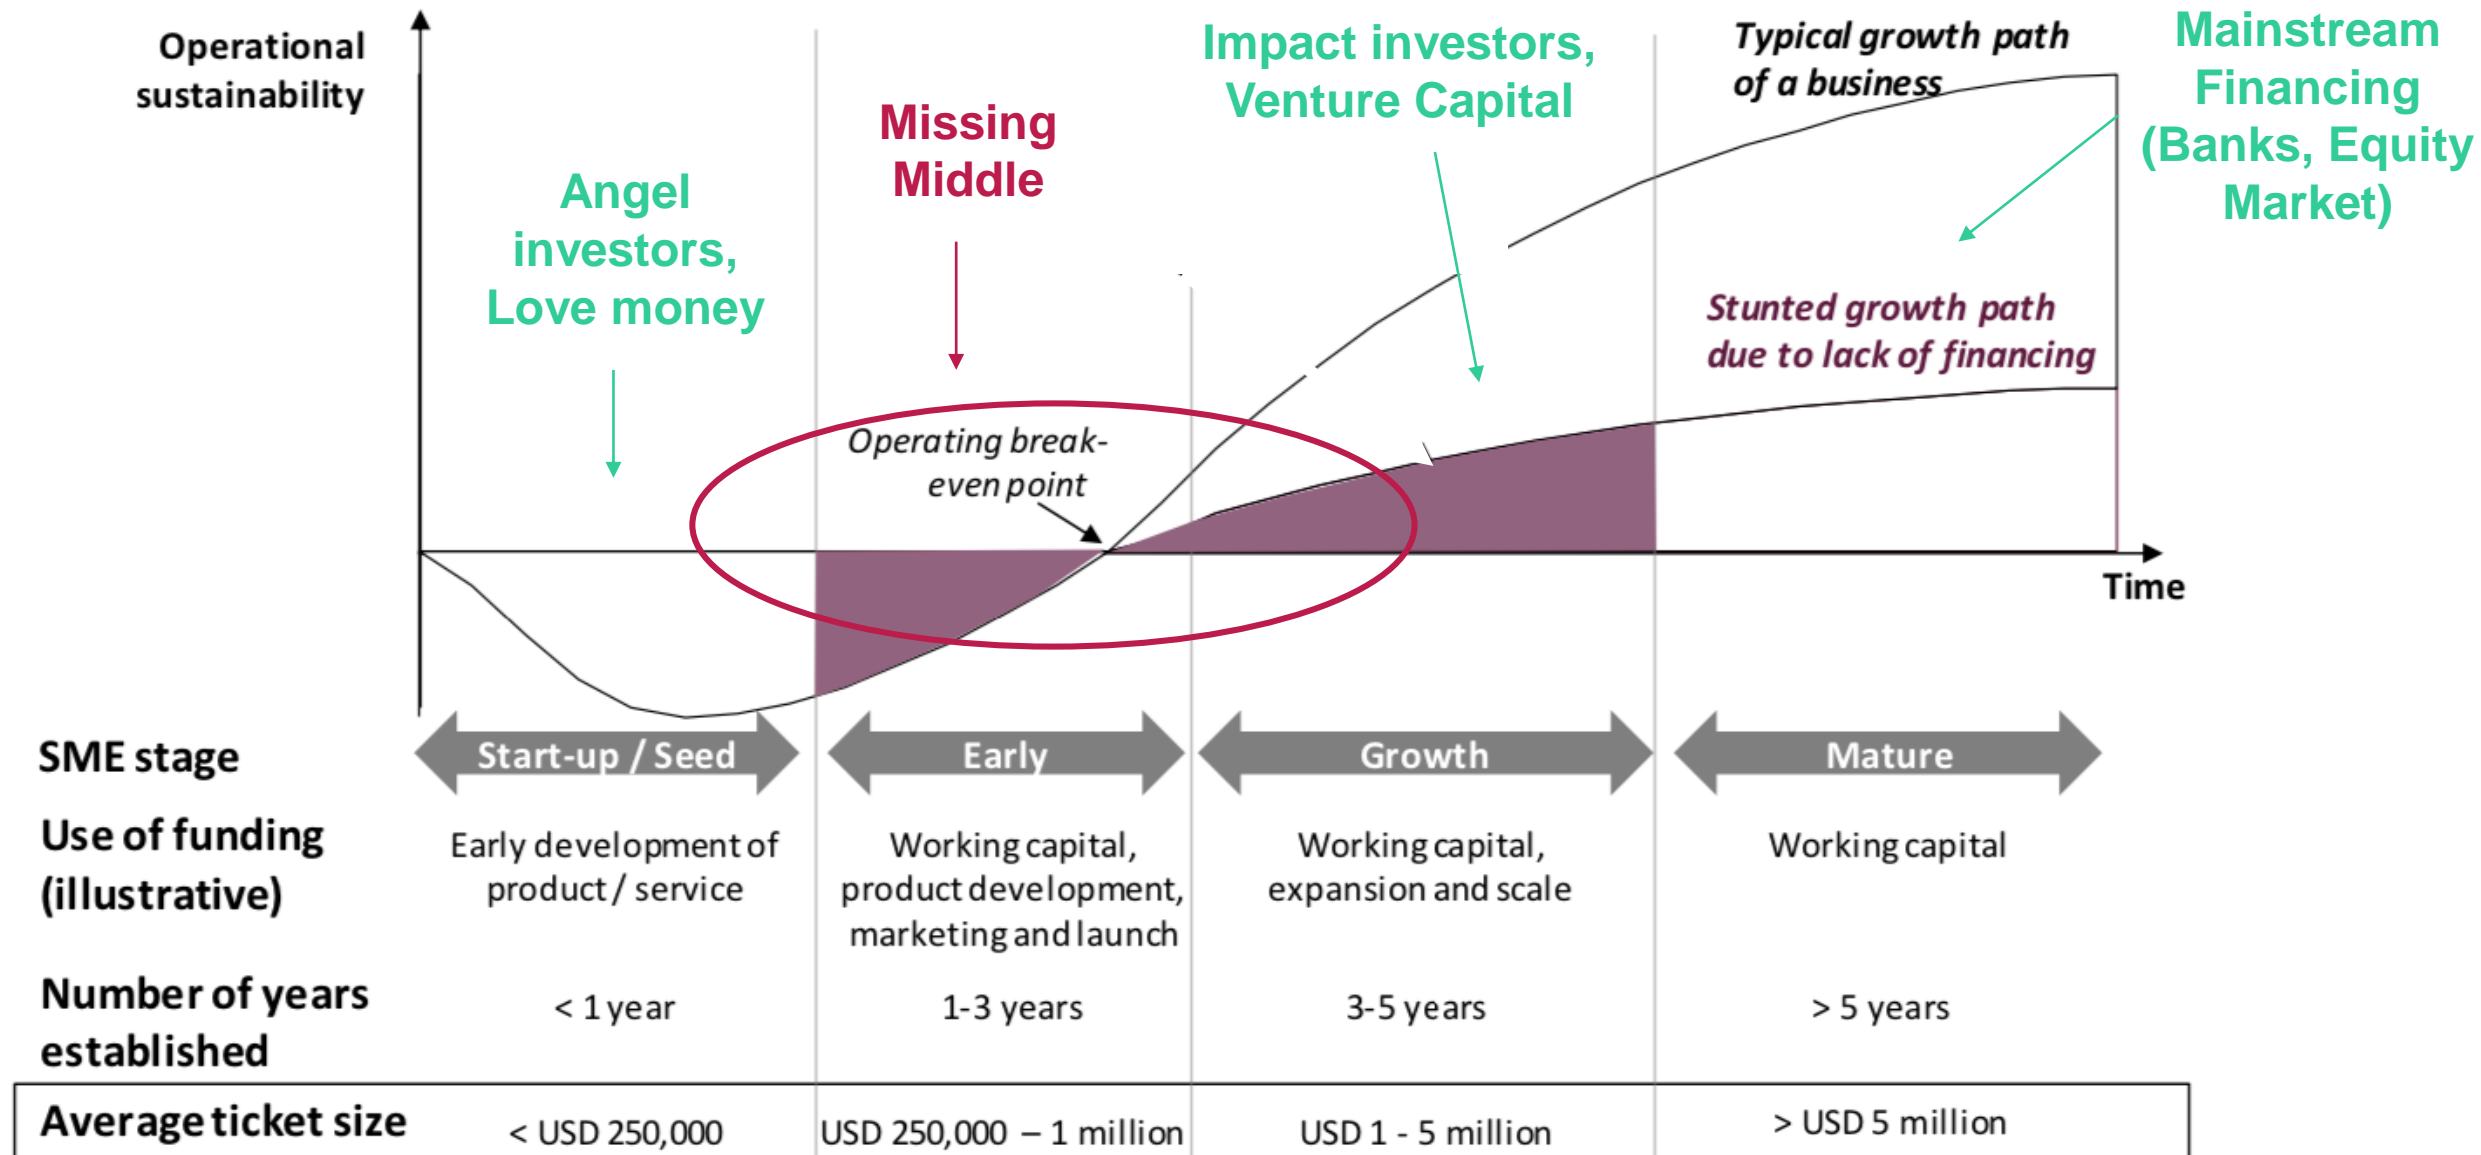 Operational
sustainability
Angel
investors,
Love money
Missing
Middle
Impact investors,
Venture Capital
Typical growth path
of a business
Mainstream
Financing
(Banks, Equity
Market)
Stunted growth path
due to lack of financing
Operating break-
even point
Time
SME stage
Start-up / Seed
Early
Growth
Mature
Use of funding
(illustrative)
Early development of
product / service
Working capital,
product development,
marketing and launch
Working capital,
expansion and scale
Working capital
Number of years
established
< 1 year
1-3 years
3-5 years
> 5 years
Average ticket size
< USD 250,000
USD 250,000 – 1 million
USD 1 - 5 million
> USD 5 million